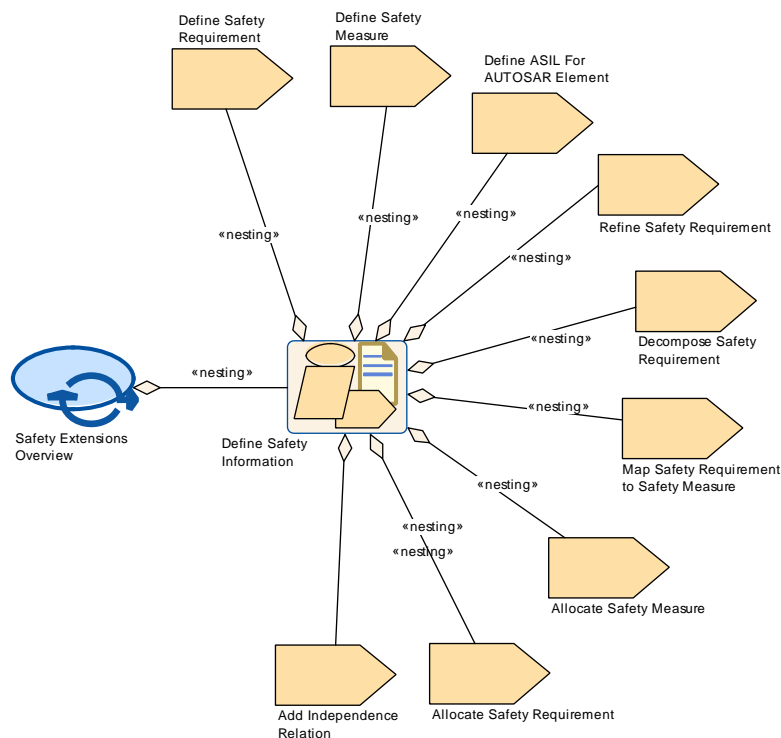 Define Safety
Requirement
Define Safety
Measure
Define ASIL For
AUTOSAR Element
Refine Safety Requirement
«nesting»
«nesting»
«nesting»
«nesting»
Decompose Safety
Requirement
«nesting»
«nesting»
Safety Extensions
Overview
Define Safety
Information
«nesting»
Map Safety Requirement
to Safety Measure
«nesting»
«nesting»
«nesting»
Allocate Safety Measure
Add Independence
Relation
Allocate Safety Requirement